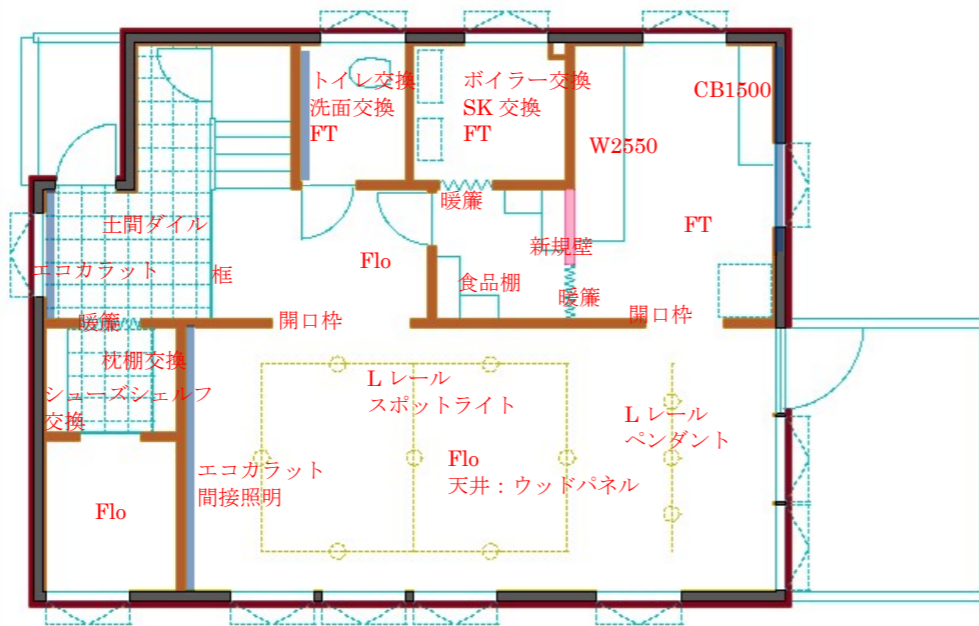 トイレ交換
洗面交換
FT
ボイラー交換
SK 交換
FT
CB1500
W2550
暖簾
土間ダイル
新規壁
FT
エコカラット
框
Flo
食品棚
暖簾
暖簾
開口枠
開口枠
枕棚交換
シューズシェルフ
交換
L レール
スポットライト
L レール
ペンダント
エコカラット
間接照明
Flo
天井：ウッドパネル
Flo